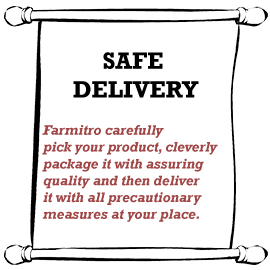 SAFE
DELIVERY
Farmitro carefully
pick your product, cleverly
package it with assuring
quality and then deliver
it with all precautionary
measures at your place.